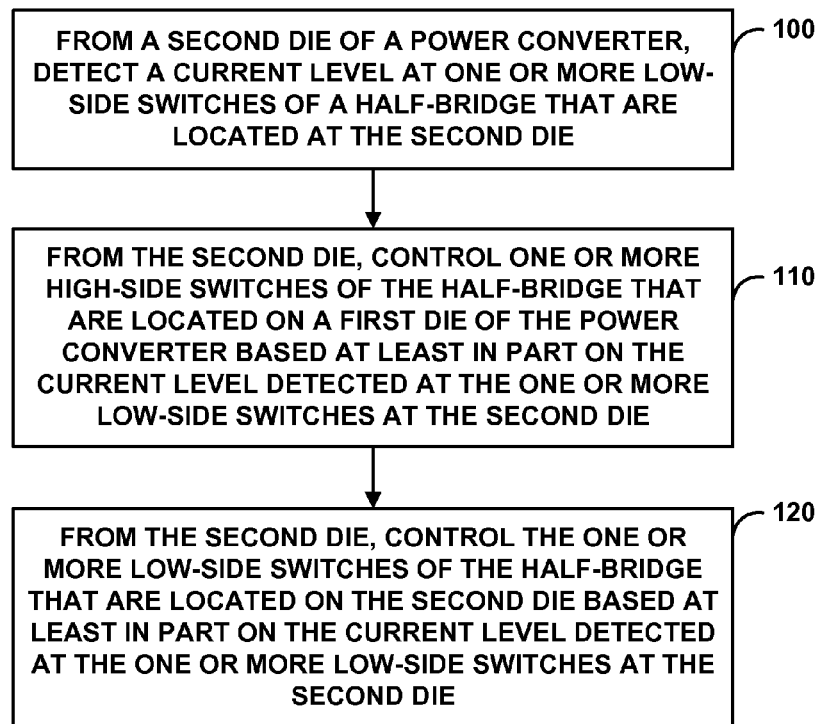 FROM A SECOND DIE OF A POWER CONVERTER,
DETECT A CURRENT LEVEL AT ONE OR MORE LOW-
SIDE SWITCHES OF A HALF-BRIDGE THAT ARE
LOCATED AT THE SECOND DIE
100
FROM THE SECOND DIE, CONTROL ONE OR MORE
HIGH-SIDE SWITCHES OF THE HALF-BRIDGE THAT
ARE LOCATED ON A FIRST DIE OF THE POWER
CONVERTER BASED AT LEAST IN PART ON THE
CURRENT LEVEL DETECTED AT THE ONE OR MORE
LOW-SIDE SWITCHES AT THE SECOND DIE
110
FROM THE SECOND DIE, CONTROL THE ONE OR
MORE LOW-SIDE SWITCHES OF THE HALF-BRIDGE
THAT ARE LOCATED ON THE SECOND DIE BASED AT
LEAST IN PART ON THE CURRENT LEVEL DETECTED
AT THE ONE OR MORE LOW-SIDE SWITCHES AT THE
SECOND DIE
120